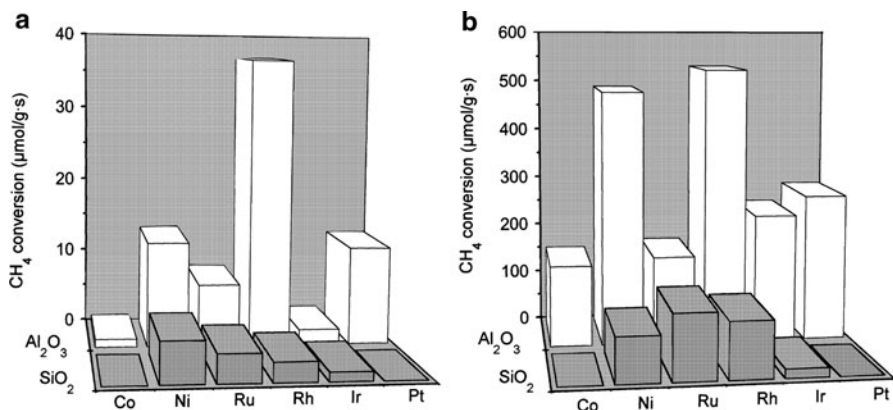 a
CH₄ conversion (μmol/g·s)
40
30
20
10
0
Al₂O₃
SiO₂
Co Ni Ru Rh Ir Pt
b
CH₄ conversion (μmol/g·s)
600
500
400
300
200
100
0
Al₂O₃
SiO₂
Co Ni Ru Rh Ir Pt